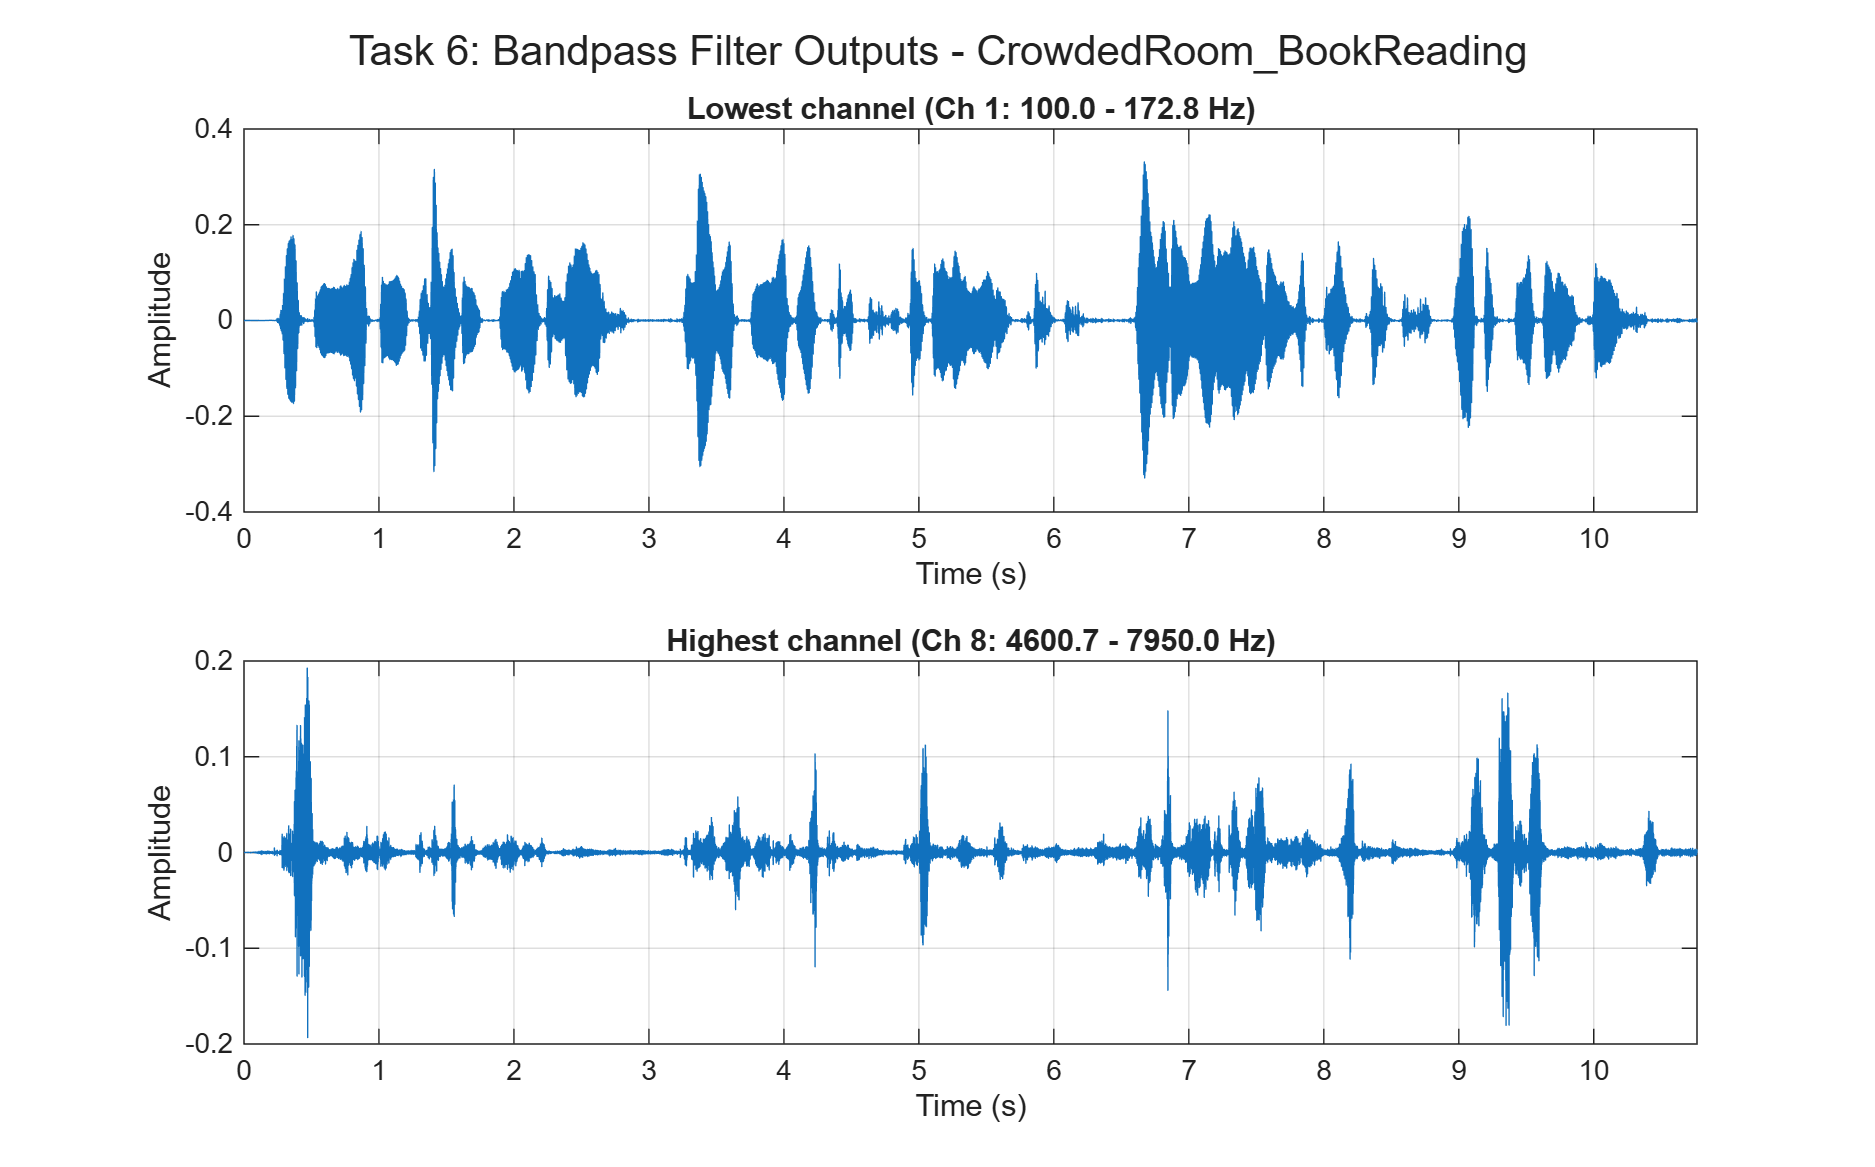 Task 6: Bandpass Filter Outputs - CrowdedRoom_BookReading
Lowest channel (Ch 1: 100.0 - 172.8 Hz)
0.4
0.2
0
-0.2
-0.4
Amplitude
0 1 2 3 4 5 6 7 8 9 10
Time (s)
Highest channel (Ch 8: 4600.7 - 7950.0 Hz)
0.2
0.1
0
-0.1
-0.2
Amplitude
0 1 2 3 4 5 6 7 8 9 10
Time (s)